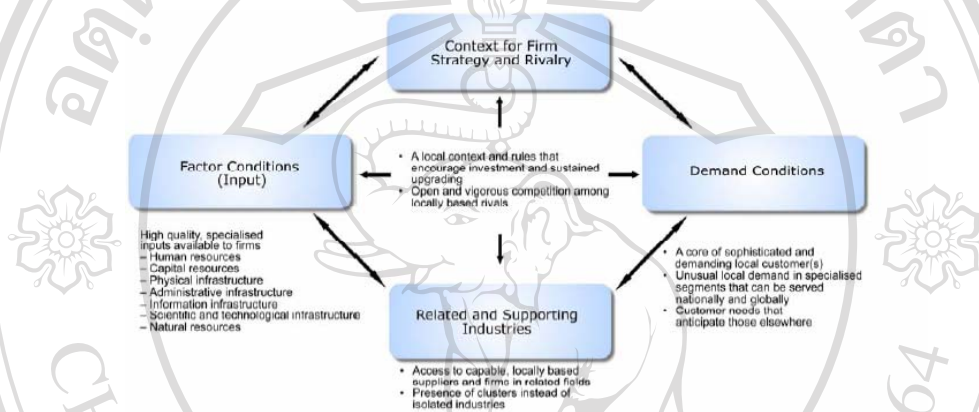 Context for Firm
Strategy and Rivalry
Factor Conditions
(Input)
• A local context and rules that
encourage investment and sustained
upgrading
• Open and vigorous competition among
locally based rivals
Demand Conditions
High quality, specialised
inputs available to firms
– Human resources
– Capital resources
– Physical infrastructure
– Administrative infrastructure
– Information infrastructure
– Scientific and technological infrastructure
– Natural resources
• A core of sophisticated and
demanding local customer(s)
• Unusual local demand in specialised
segments that can be served
nationally and globally
• Customer needs that
anticipate those elsewhere
Related and Supporting
Industries
• Access to capable, locally based
suppliers and firms in related fields
• Presence of clusters instead of
isolated industries
64